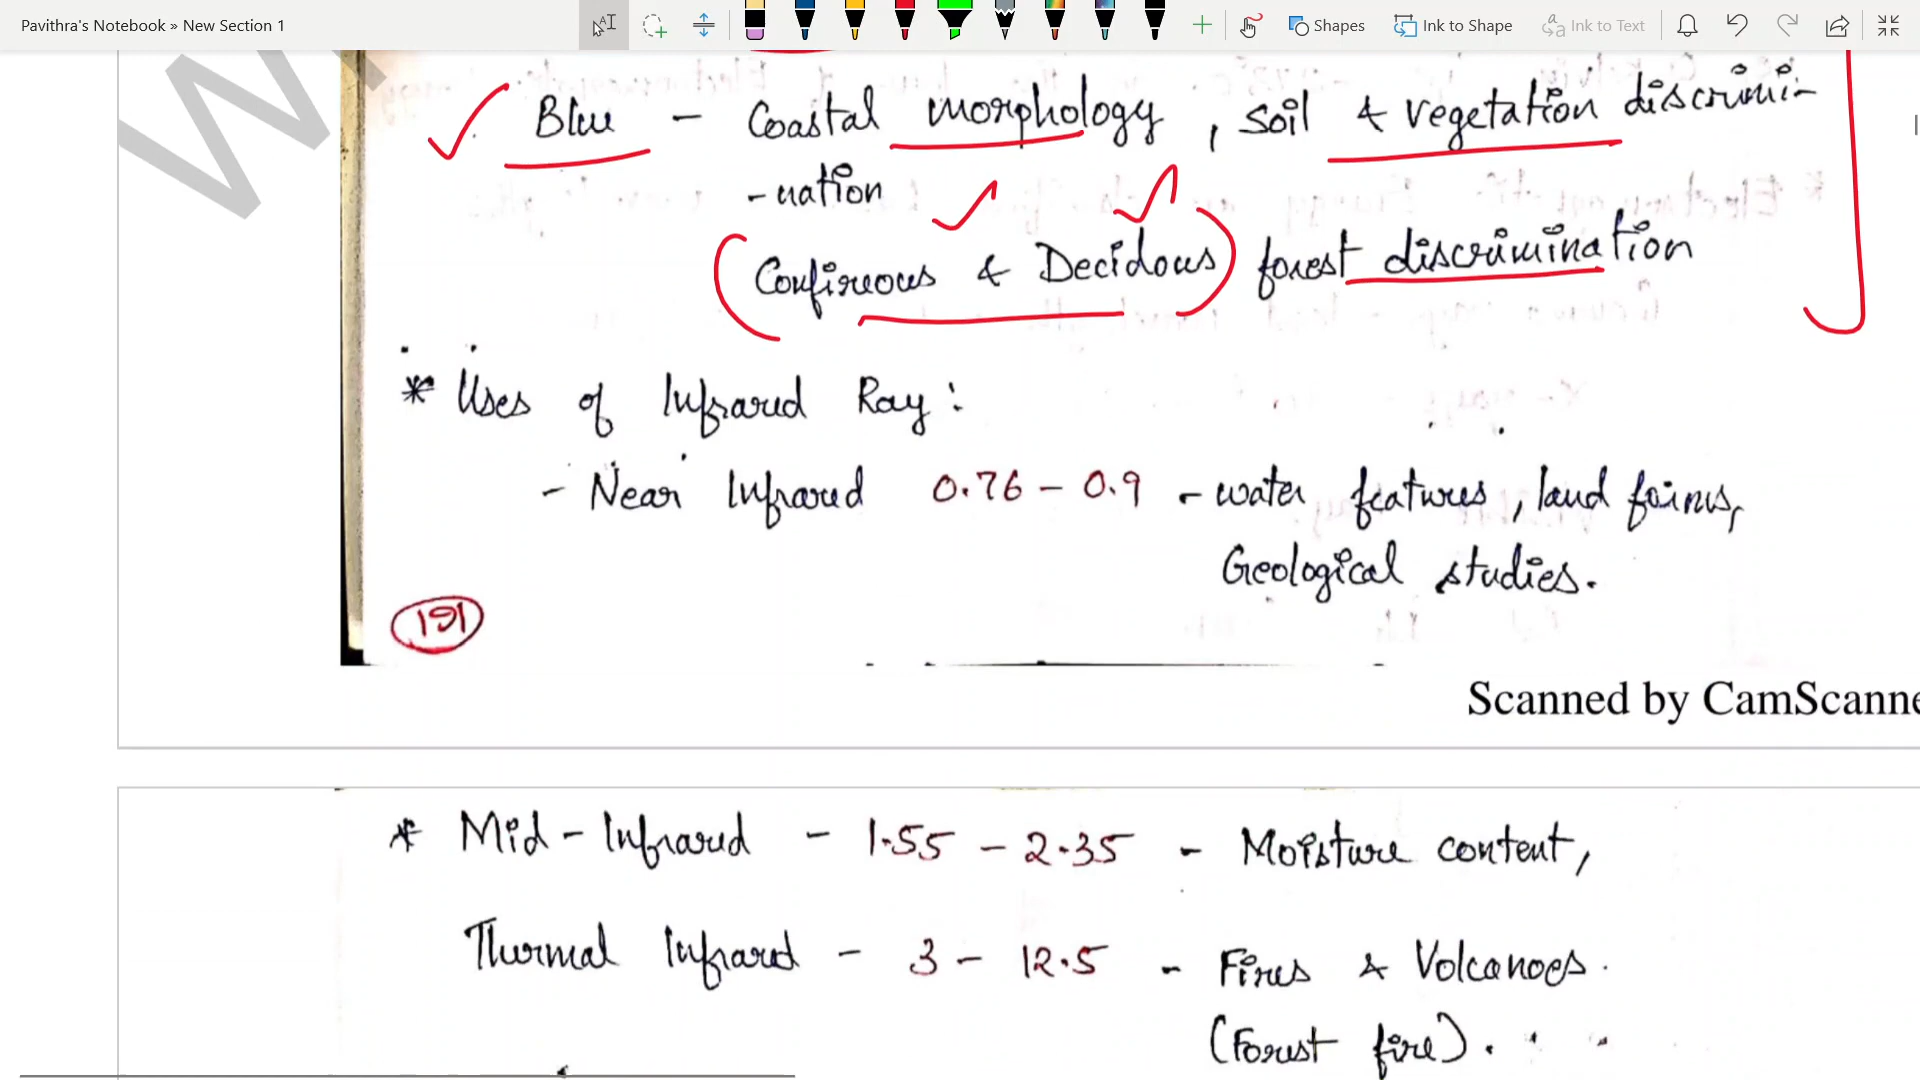 Pavithra's Notebook » New Section 1
Shapes
Ink to Shape
Ink to Text
W
Blue - Coastal morphology, soil & vegetation discrimi-
-nation
(Confireous & Decidous) forest discrimination
* Uses of Infrared Ray:
- Near Infrared 0.76 - 0.9 - water features, land forms,
Geological studies.
191
Scanned by CamScanne
* Mid-Infrared - 1.55 - 2.35 - Moisture content,
Thermal Infrared - 3 - 12.5 - Fires & Volcanoes.
(Forest fire).